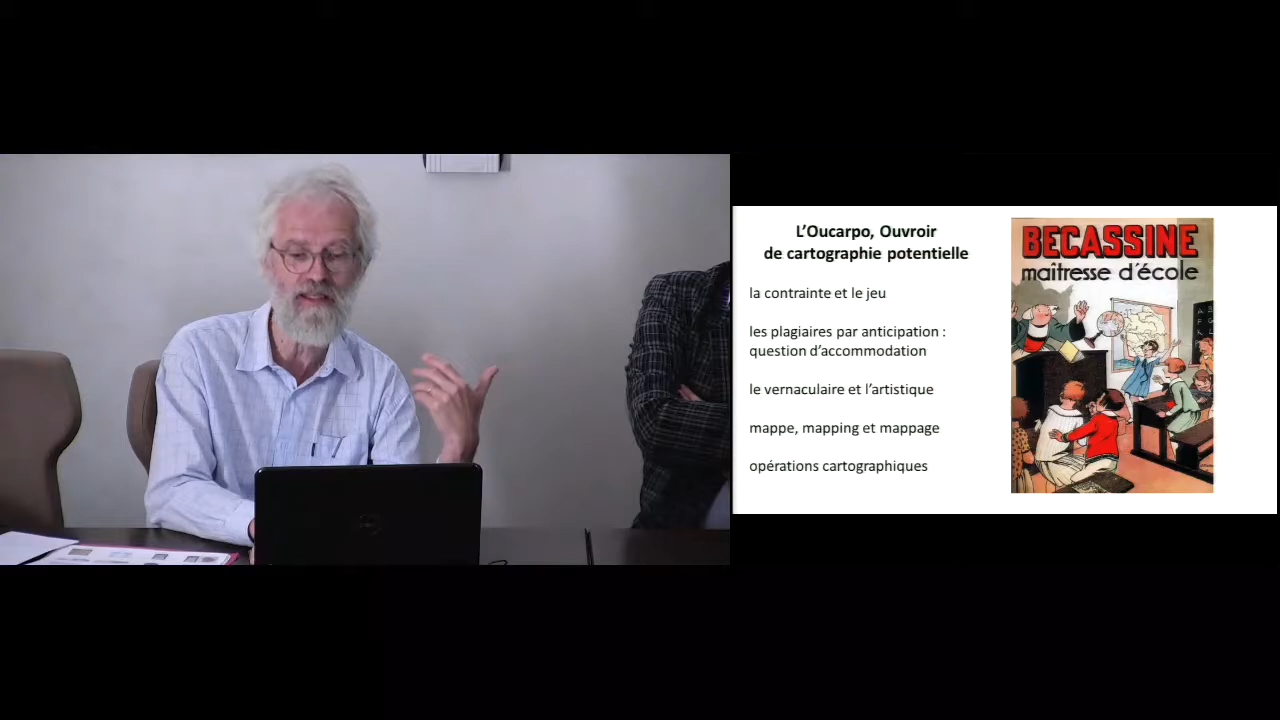 L'Oucarpo, Ouvroir
de cartographie potentielle
la contrainte et le jeu
les plagiaires par anticipation :
question d'accommodation
le vernaculaire et l'artistique
mappe, mapping et mappage
opérations cartographiques
BECASSINE
maîtresse d'école